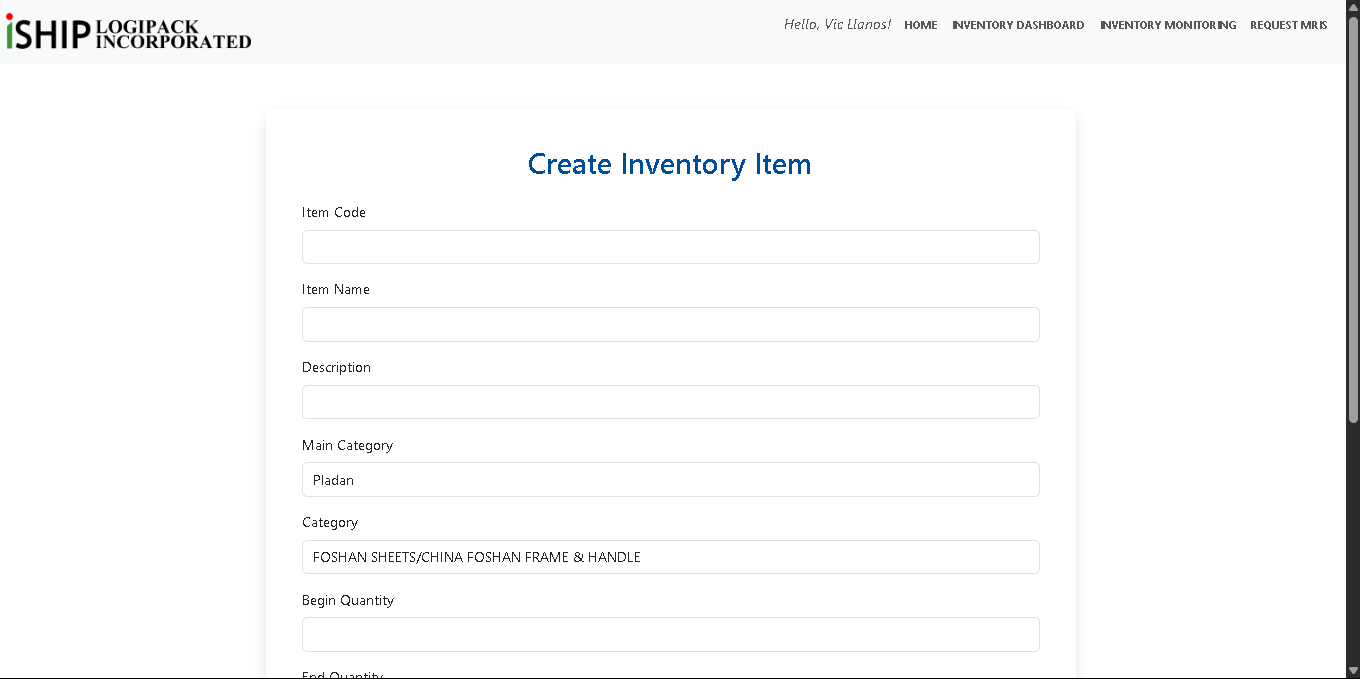 iSHIP LOGIPACK INCORPORATED
Hello, Vic Llanos! HOME INVENTORY DASHBOARD INVENTORY MONITORING REQUEST MRIS
Create Inventory Item
Item Code
Item Name
Description
Main Category
Pladan
Category
FOSHAN SHEETS/CHINA FOSHAN FRAME & HANDLE
Begin Quantity
End Quantity